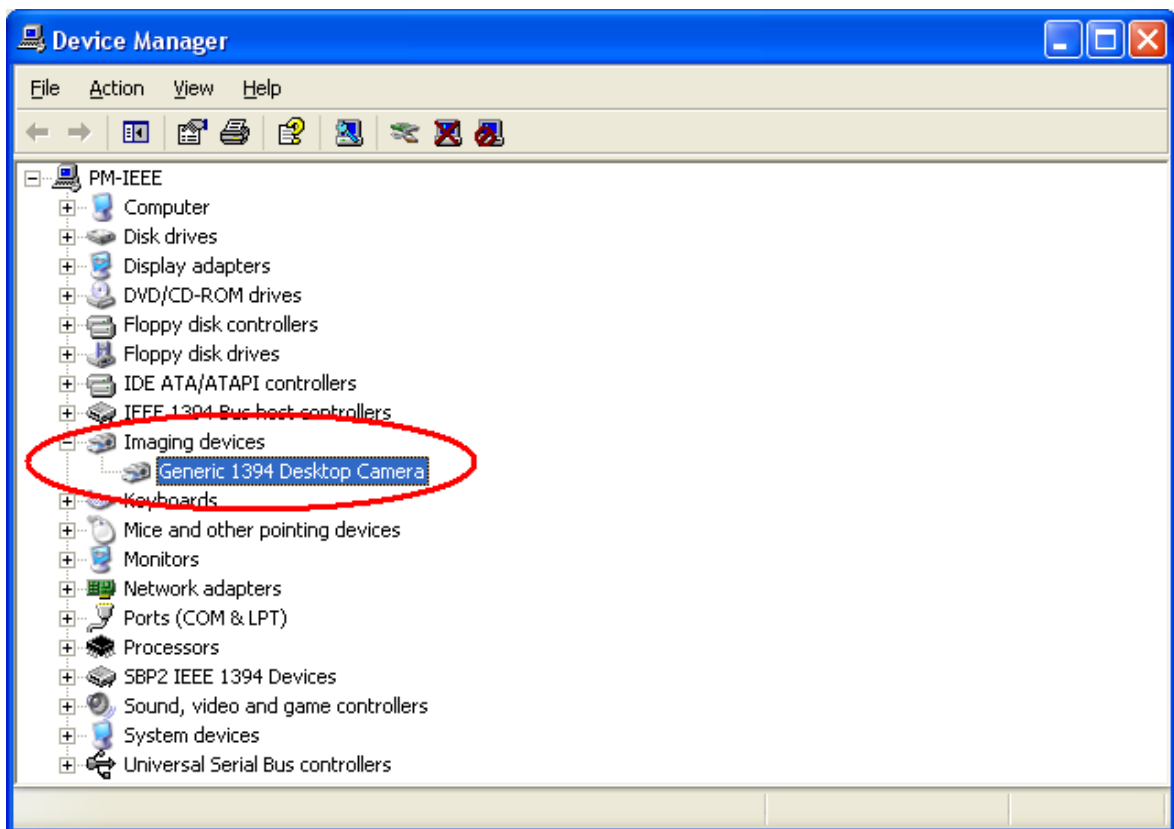 Device Manager
File Action View Help
PM-IEEE
Computer
Disk drives
Display adapters
DVD/CD-ROM drives
Floppy disk controllers
Floppy disk drives
IDE ATA/ATAPI controllers
IEEE 1394 Bus host controllers
Imaging devices
Generic 1394 Desktop Camera
Keyboards
Mice and other pointing devices
Monitors
Network adapters
Ports (COM & LPT)
Processors
SBP2 IEEE 1394 Devices
Sound, video and game controllers
System devices
Universal Serial Bus controllers